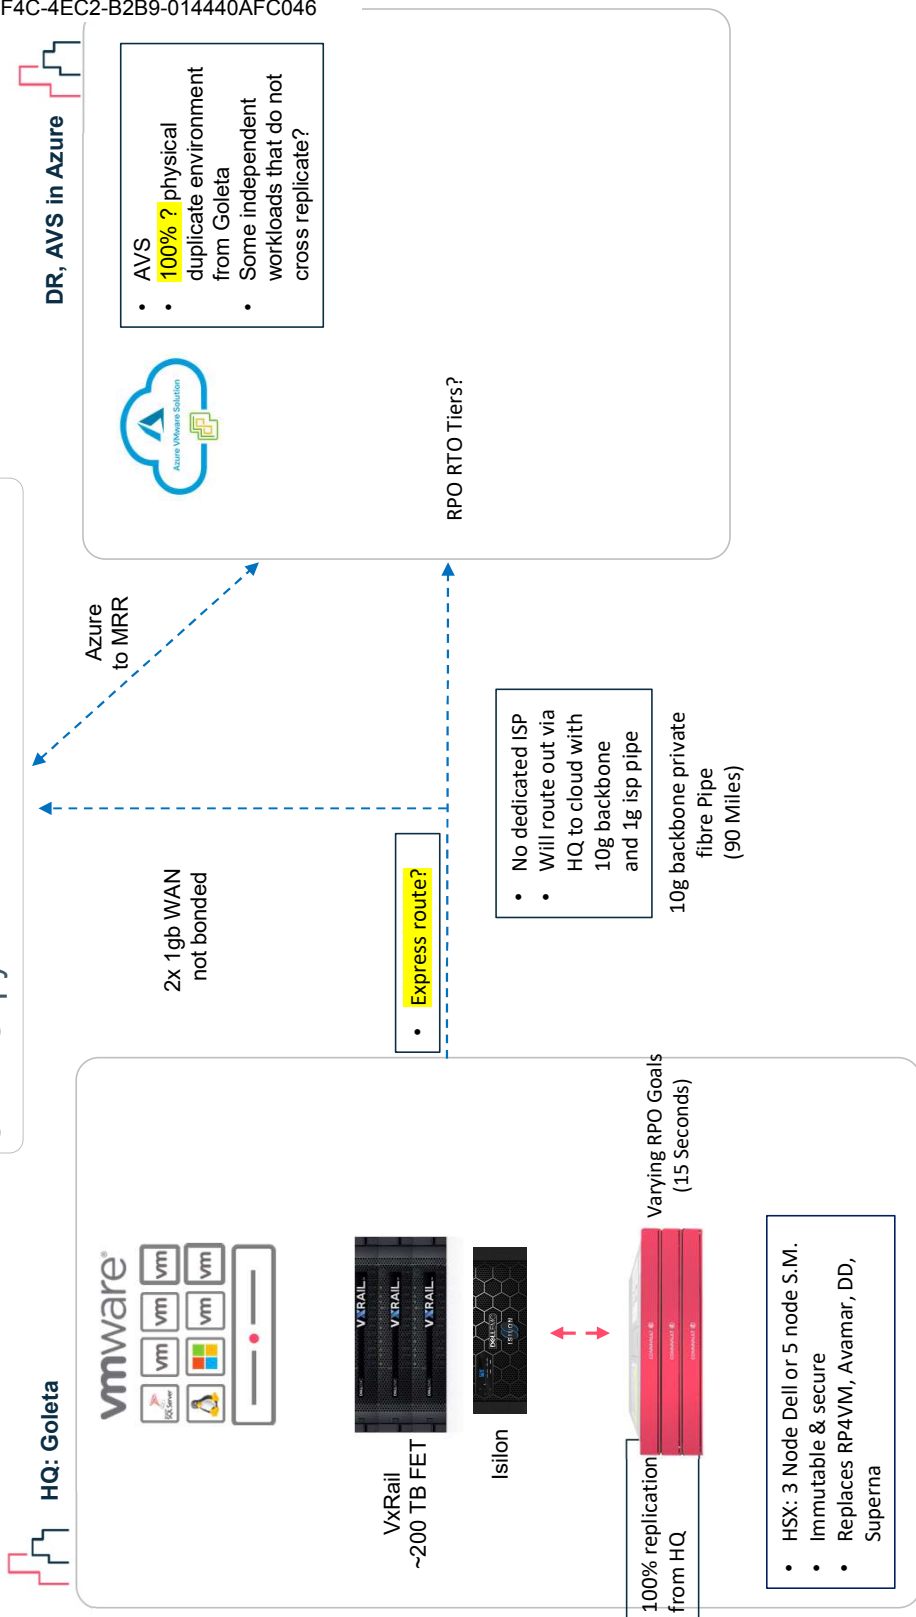 F4C-4EC2-B2B9-014440AFC046
HQ: Goleta
vmware®
SQL Server
vm
vm
vm
vm
vm
VxRail
~200 TB FET
VXRAIL
VXRAIL
VXRAIL
Isilon
DELL EMC
ISILON
Varying RPO Goals
(15 Seconds)
COMMVAULT
COMMVAULT
COMMVAULT
100% replication
from HQ
• HSX: 3 Node Dell or 5 node S.M.
• Immutable & secure
• Replaces RP4VM, Avamar, DD,
Superna
2x 1gb WAN
not bonded
Azure
to MRR
• Express route?
• No dedicated ISP
• Will route out via
HQ to cloud with
10g backbone
and 1g isp pipe
10g backbone private
fibre Pipe
(90 Miles)
DR, AVS in Azure
Azure VMware Solution
• AVS
• 100% ? physical
duplicate environment
from Goleta
• Some independent
workloads that do not
cross replicate?
RPO RTO Tiers?